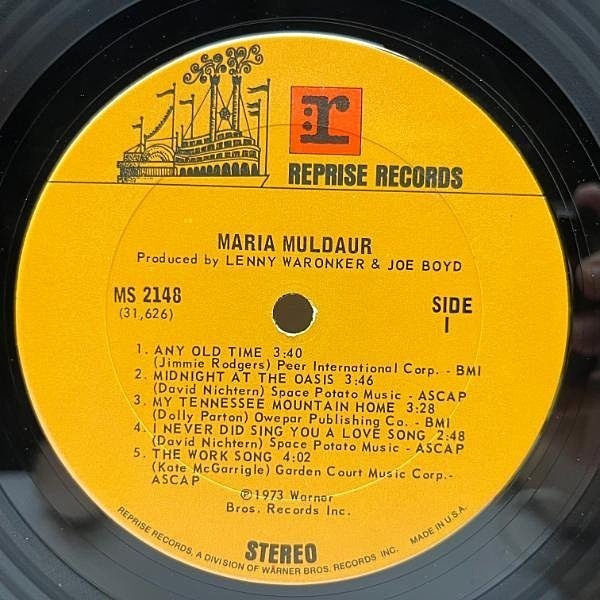 r
REPRISE RECORDS
MARIA MULDAUR
Produced by LENNY WARONKER & JOE BOYD
MS 2148
(31,626)
SIDE
I
1. ANY OLD TIME 3:40
(Jimmie Rodgers) Peer International Corp. - BMI
2. MIDNIGHT AT THE OASIS 3:46
(David Nichtern) Space Potato Music - ASCAP
3. MY TENNESSEE MOUNTAIN HOME 3:28
(Dolly Parton) Owepar Publishing Co. - BMI
4. I NEVER DID SING YOU A LOVE SONG 2:48
(David Nichtern) Space Potato Music - ASCAP
5. THE WORK SONG 4:02
(Kate McGarrigle) Garden Court Music Corp.-
ASCAP
℗1973 Warner
Bros. Records Inc.
STEREO
REPRISE RECORDS, A DIVISION OF WARNER BROS. RECORDS INC. MADE IN U.S.A.